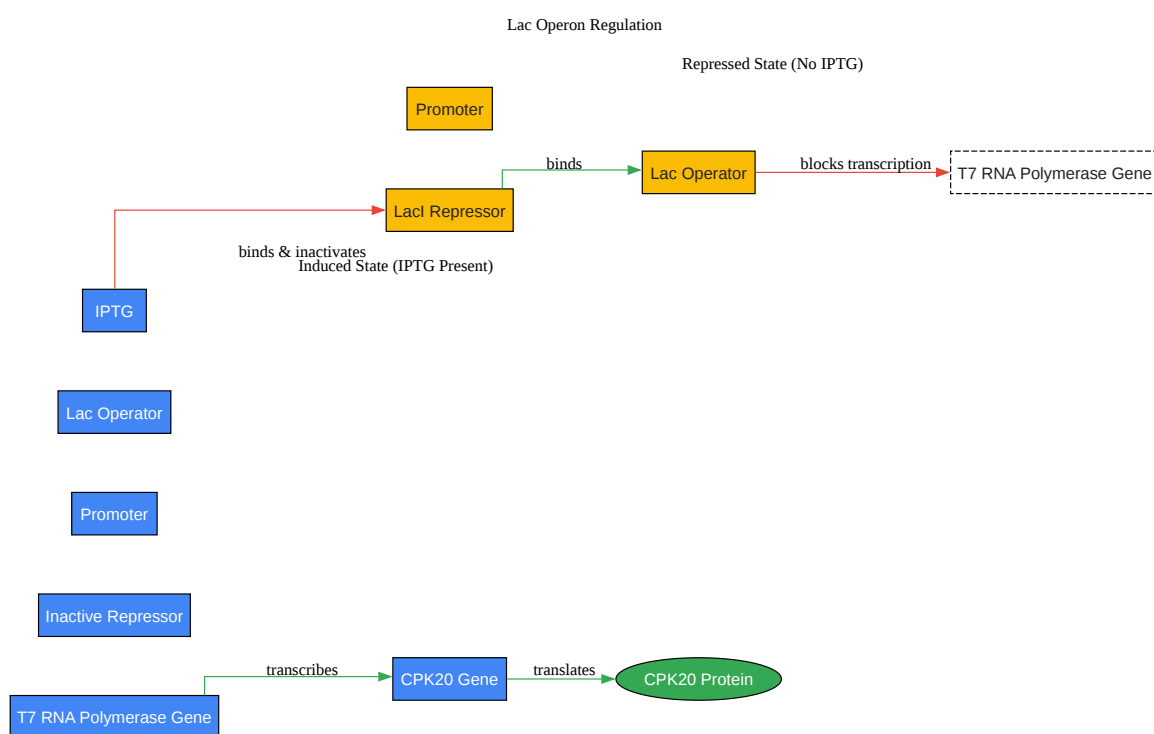 Lac Operon Regulation
Repressed State (No IPTG)
Promoter
binds
Lac Operator
blocks transcription
T7 RNA Polymerase Gene
LacI Repressor
binds & inactivates
Induced State (IPTG Present)
IPTG
Lac Operator
Promoter
Inactive Repressor
transcribes
CPK20 Gene
translates
CPK20 Protein
T7 RNA Polymerase Gene